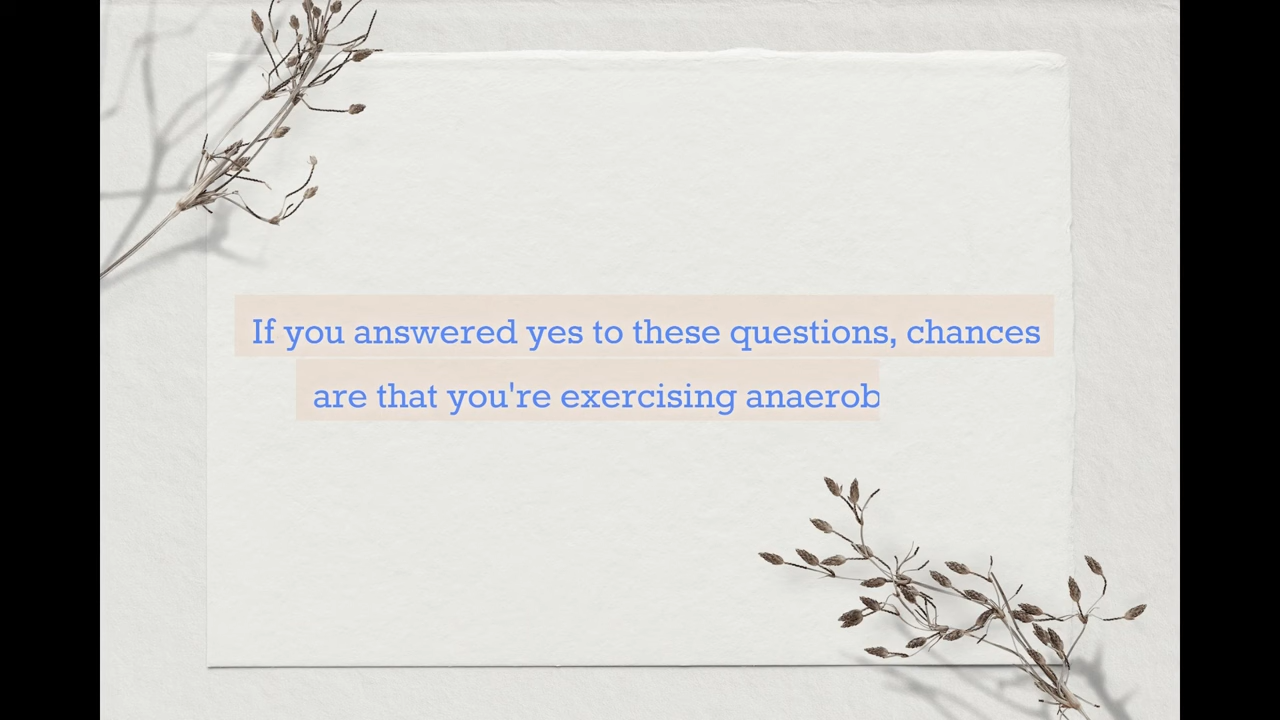 If you answered yes to these questions, chances
are that you're exercising anaerob